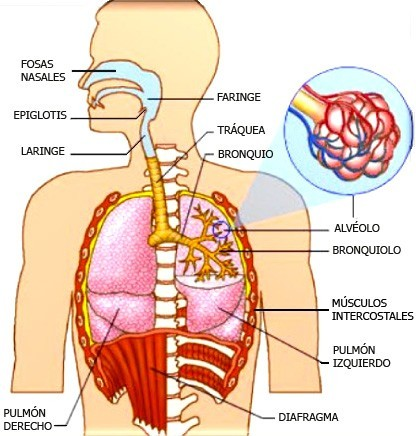 FOSAS
NASALES
EPIGLOTIS
LARINGE
FARINGE
TRÁQUEA
BRONQUIO
ALVÉOLO
BRONQUIOLO
MÚSCULOS
INTERCOSTALES
PULMÓN
IZQUIERDO
DIAFRAGMA
PULMÓN
DERECHO